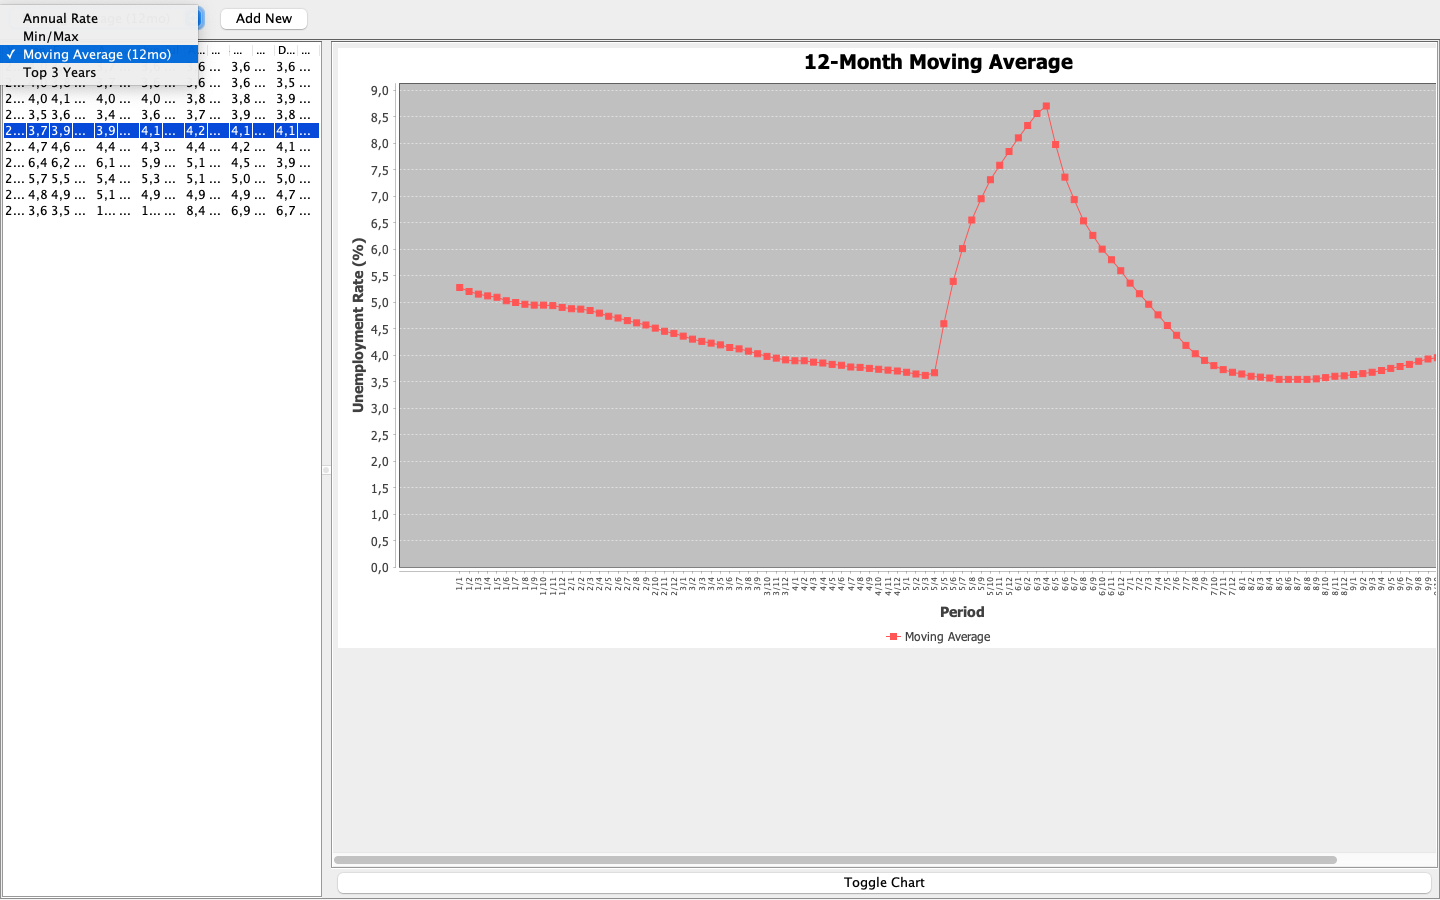 Annual Rate
Min/Max
Moving Average (12mo)
Top 3 Years
Add New
... ... ... ... D... ...
6 ... 3,6 ... 3,6 ...
3,6 ... 3,6 ... 3,5 ...
2... 4,0 4,1 ... 4,0 ... 4,0 ... 3,8 ... 3,8 ... 3,9 ...
2... 3,5 3,6 ... 3,4 ... 3,6 ... 3,7 ... 3,9 ... 3,8 ...
2... 3,7 3,9 ... 3,9 ... 4,1 ... 4,2 ... 4,1 ... 4,1 ...
2... 4,7 4,6 ... 4,4 ... 4,3 ... 4,4 ... 4,2 ... 4,1 ...
2... 6,4 6,2 ... 6,1 ... 5,9 ... 5,1 ... 4,5 ... 3,9 ...
2... 5,7 5,5 ... 5,4 ... 5,3 ... 5,1 ... 5,0 ... 5,0 ...
2... 4,8 4,9 ... 5,1 ... 4,9 ... 4,9 ... 4,9 ... 4,7 ...
2... 3,6 3,5 ... 1... ... 1... ... 8,4 ... 6,9 ... 6,7 ...
12-Month Moving Average
9,0
8,5
8,0
7,5
7,0
6,5
6,0
5,5
5,0
4,5
4,0
3,5
3,0
2,5
2,0
1,5
1,0
0,5
0,0
Unemployment Rate (%)
1/1 1/2 1/3 1/4 1/5 1/6 1/7 1/8 1/9 1/10 1/11 1/12 2/1 2/2 2/3 2/4 2/5 2/6 2/7 2/8 2/9 2/10 2/11 2/12 3/1 3/2 3/3 3/4 3/5 3/6 3/7 3/8 3/9 3/10 3/11 3/12 4/1 4/2 4/3 4/4 4/5 4/6 4/7 4/8 4/9 4/10 4/11 4/12 5/1 5/2 5/3 5/4 5/5 5/6 5/7 5/8 5/9 5/10 5/11 5/12 6/1 6/2 6/3 6/4 6/5 6/6 6/7 6/8 6/9 6/10 6/11 6/12 7/1 7/2 7/3 7/4 7/5 7/6 7/7 7/8 7/9 7/10 7/11 7/12 8/1 8/2 8/3 8/4 8/5 8/6 8/7 8/8 8/9 8/10 8/11 8/12 9/1 9/2 9/3 9/4 9/5 9/6 9/7 9/8 9/9
Period
Moving Average
Toggle Chart